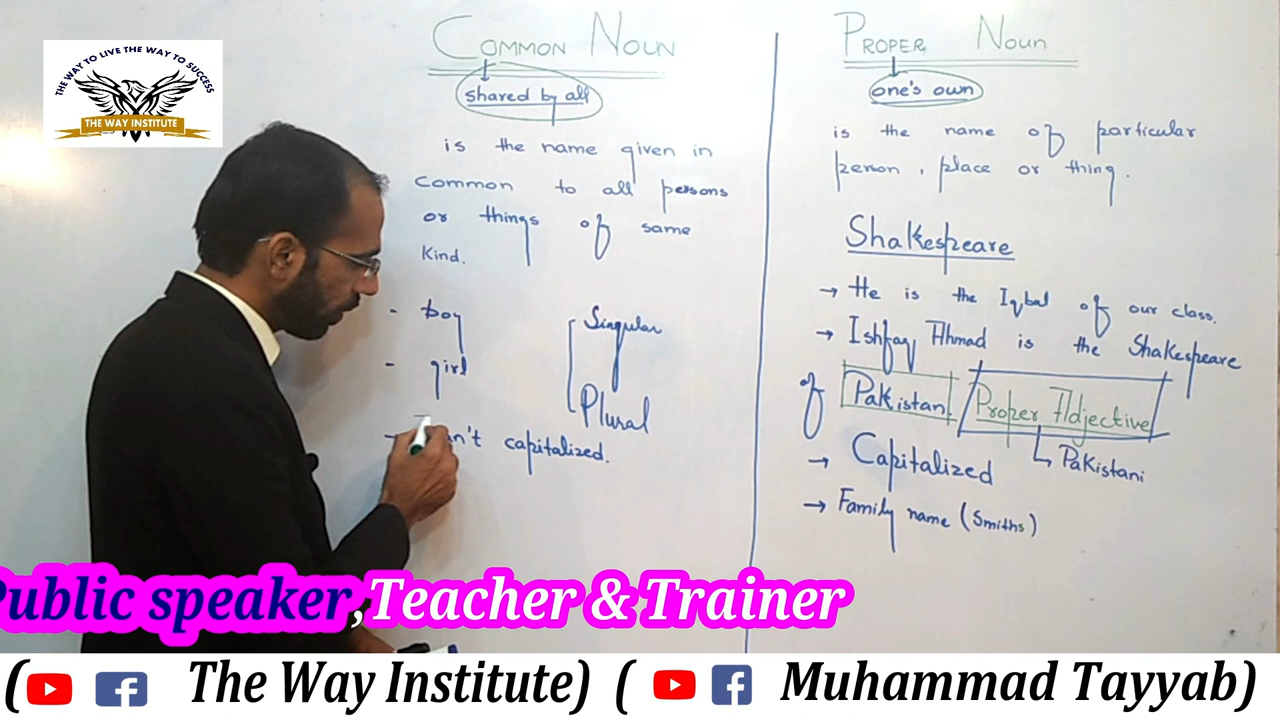 THE WAY TO LIVE THE WAY TO SUCCESS
THE WAY INSTITUTE
COMMON NOUN
shared by all
is the name given in
common to all persons
or things of same
kind.
- boy
- girl
n't capitalized.
Singular
Plural
PROPER NOUN
one's own
is the name of particular
person, place or thing.
Shakespeare
→ He is the Iqbal of our class.
→ Ishfaq Ahmad is the Shakespeare
of Pakistan. Proper Adjective
Pakistani
→ Capitalized
→ Family name (Smiths)
Public speaker, Teacher & Trainer
( The Way Institute) ( Muhammad Tayyab)